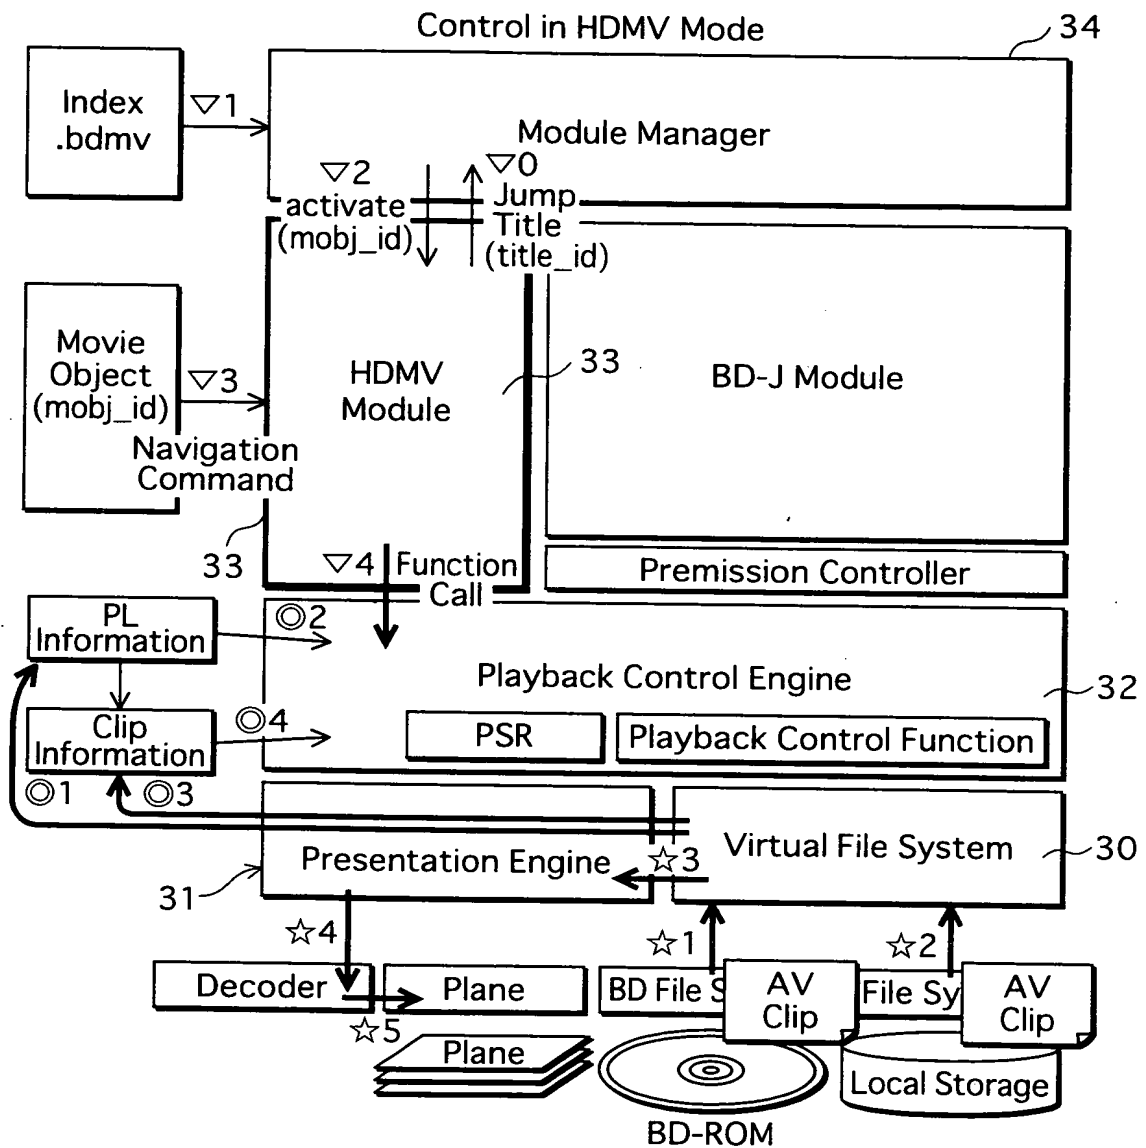 Control in HDMV Mode
34
Index
.bdmv
▽1
Module Manager
▽2
activate
(mobj_id)
▽0
Jump
Title
(title_id)
Movie
Object
(mobj_id)
▽3
Navigation
Command
HDMV
Module
33
BD-J Module
33
▽4
Function
Call
Premission Controller
PL
Information
◎2
Playback Control Engine
32
Clip
Information
◎4
PSR
Playback Control Function
◎1
◎3
Presentation Engine
31
☆3
Virtual File System
30
☆4
☆1
☆2
Decoder
Plane
☆5
BD File S
AV
Clip
File Sy
AV
Clip
Plane
Local Storage
BD-ROM